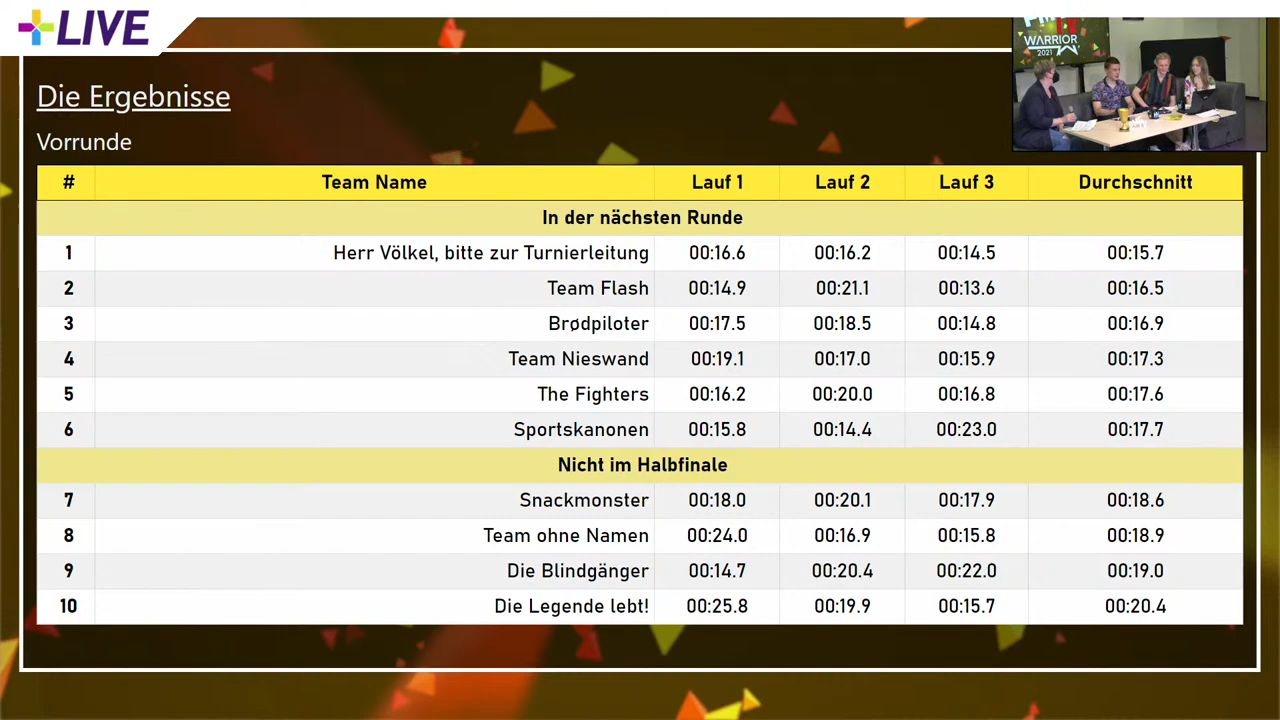 LIVE
WARRIOR
2021
Die Ergebnisse
Vorrunde
# Team Name Lauf 1 Lauf 2 Lauf 3 Durchschnitt
In der nächsten Runde
1 Herr Völkel, bitte zur Turnierleitung 00:16.6 00:16.2 00:14.5 00:15.7
2 Team Flash 00:14.9 00:21.1 00:13.6 00:16.5
3 Brødpiloter 00:17.5 00:18.5 00:14.8 00:16.9
4 Team Nieswand 00:19.1 00:17.0 00:15.9 00:17.3
5 The Fighters 00:16.2 00:20.0 00:16.8 00:17.6
6 Sportskanonen 00:15.8 00:14.4 00:23.0 00:17.7
Nicht im Halbfinale
7 Snackmonster 00:18.0 00:20.1 00:17.9 00:18.6
8 Team ohne Namen 00:24.0 00:16.9 00:15.8 00:18.9
9 Die Blindgänger 00:14.7 00:20.4 00:22.0 00:19.0
10 Die Legende lebt! 00:25.8 00:19.9 00:15.7 00:20.4